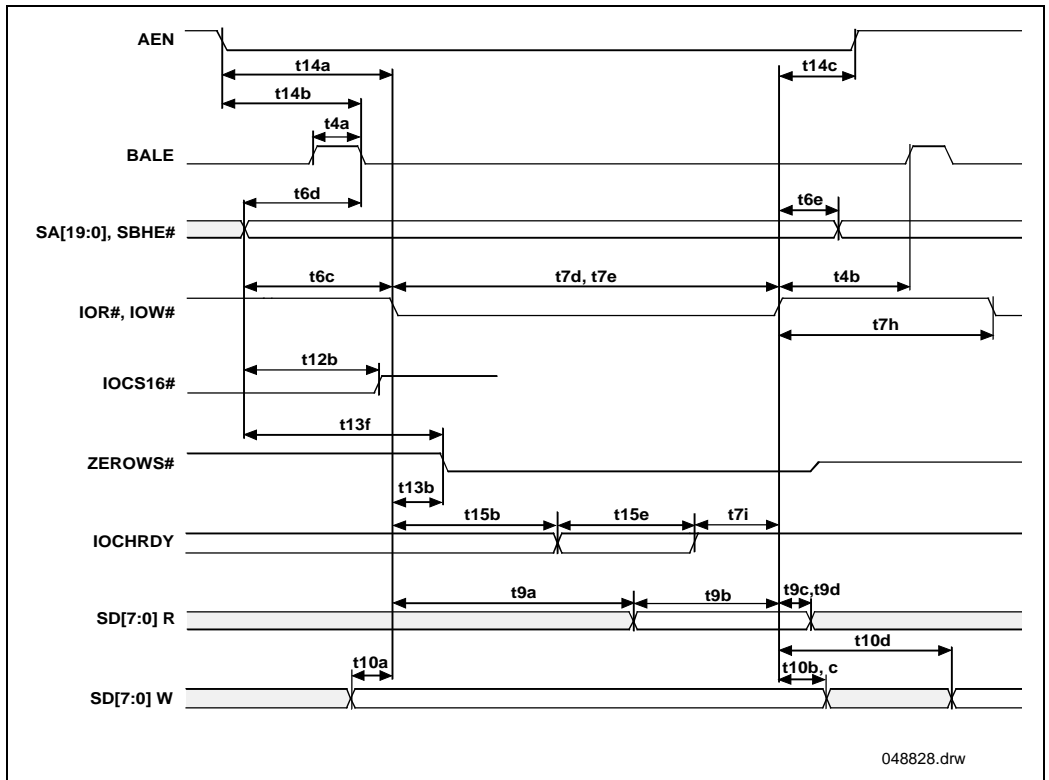 AEN
t14a
t14c
t14b
t4a
BALE
t6d
t6e
SA[19:0], SBHE#
t6c
t7d, t7e
t4b
IOR#, IOW#
t7h
t12b
IOCS16#
t13f
ZEROWS#
t13b
t15b
t15e
t7i
IOCHRDY
t9a
t9b
t9c,t9d
SD[7:0] R
t10d
t10a
t10b, c
SD[7:0] W
048828.drw